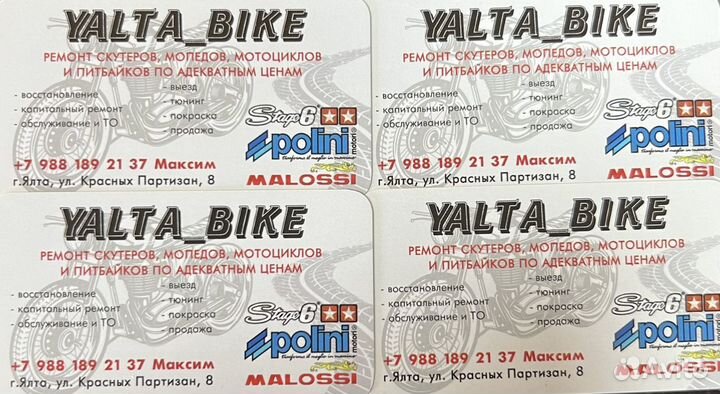 YALTA_BIKE
РЕМОНТ СКУТЕРОВ, МОПЕДОВ, МОТОЦИКЛОВ
И ПИТБАЙКОВ ПО АДЕКВАТНЫМ ЦЕНАМ
- восстановление
- капитальный ремонт
- обслуживание и ТО
- выезд
- тюнинг
- покраска
- продажа
Stage6
polini
motori
+7 988 189 21 37 Максим
г.Ялта, ул. Красных Партизан, 8
MALOSSI
YALTA_BIKE
РЕМОНТ СКУТЕРОВ, МОПЕДОВ, МОТОЦИКЛОВ
И ПИТБАЙКОВ ПО АДЕКВАТНЫМ ЦЕНАМ
- восстановление
- капитальный ремонт
- обслуживание и ТО
- выезд
- тюнинг
- покраска
- продажа
Stage6
polini
motori
+7 988 189 21 37 Максим
г.Ялта, ул. Красных Партизан, 8
MALOSSI
YALTA_BIKE
РЕМОНТ СКУТЕРОВ, МОПЕДОВ, МОТОЦИКЛОВ
И ПИТБАЙКОВ ПО АДЕКВАТНЫМ ЦЕНАМ
- восстановление
- капитальный ремонт
- обслуживание и ТО
- выезд
- тюнинг
- покраска
- продажа
Stage6
polini
motori
+7 988 189 21 37 Максим
г.Ялта, ул. Красных Партизан, 8
MALOSSI
YALTA_BIKE
РЕМОНТ СКУТЕРОВ, МОПЕДОВ, МОТОЦИКЛОВ
И ПИТБАЙКОВ ПО АДЕКВАТНЫМ ЦЕНАМ
- восстановление
- капитальный ремонт
- обслуживание и ТО
- выезд
- тюнинг
- покраска
- продажа
Stage6
polini
motori
+7 988 189 21 37 Максим
г.Ялта, ул. Красных Партизан, 8
MALOSSI
Avito